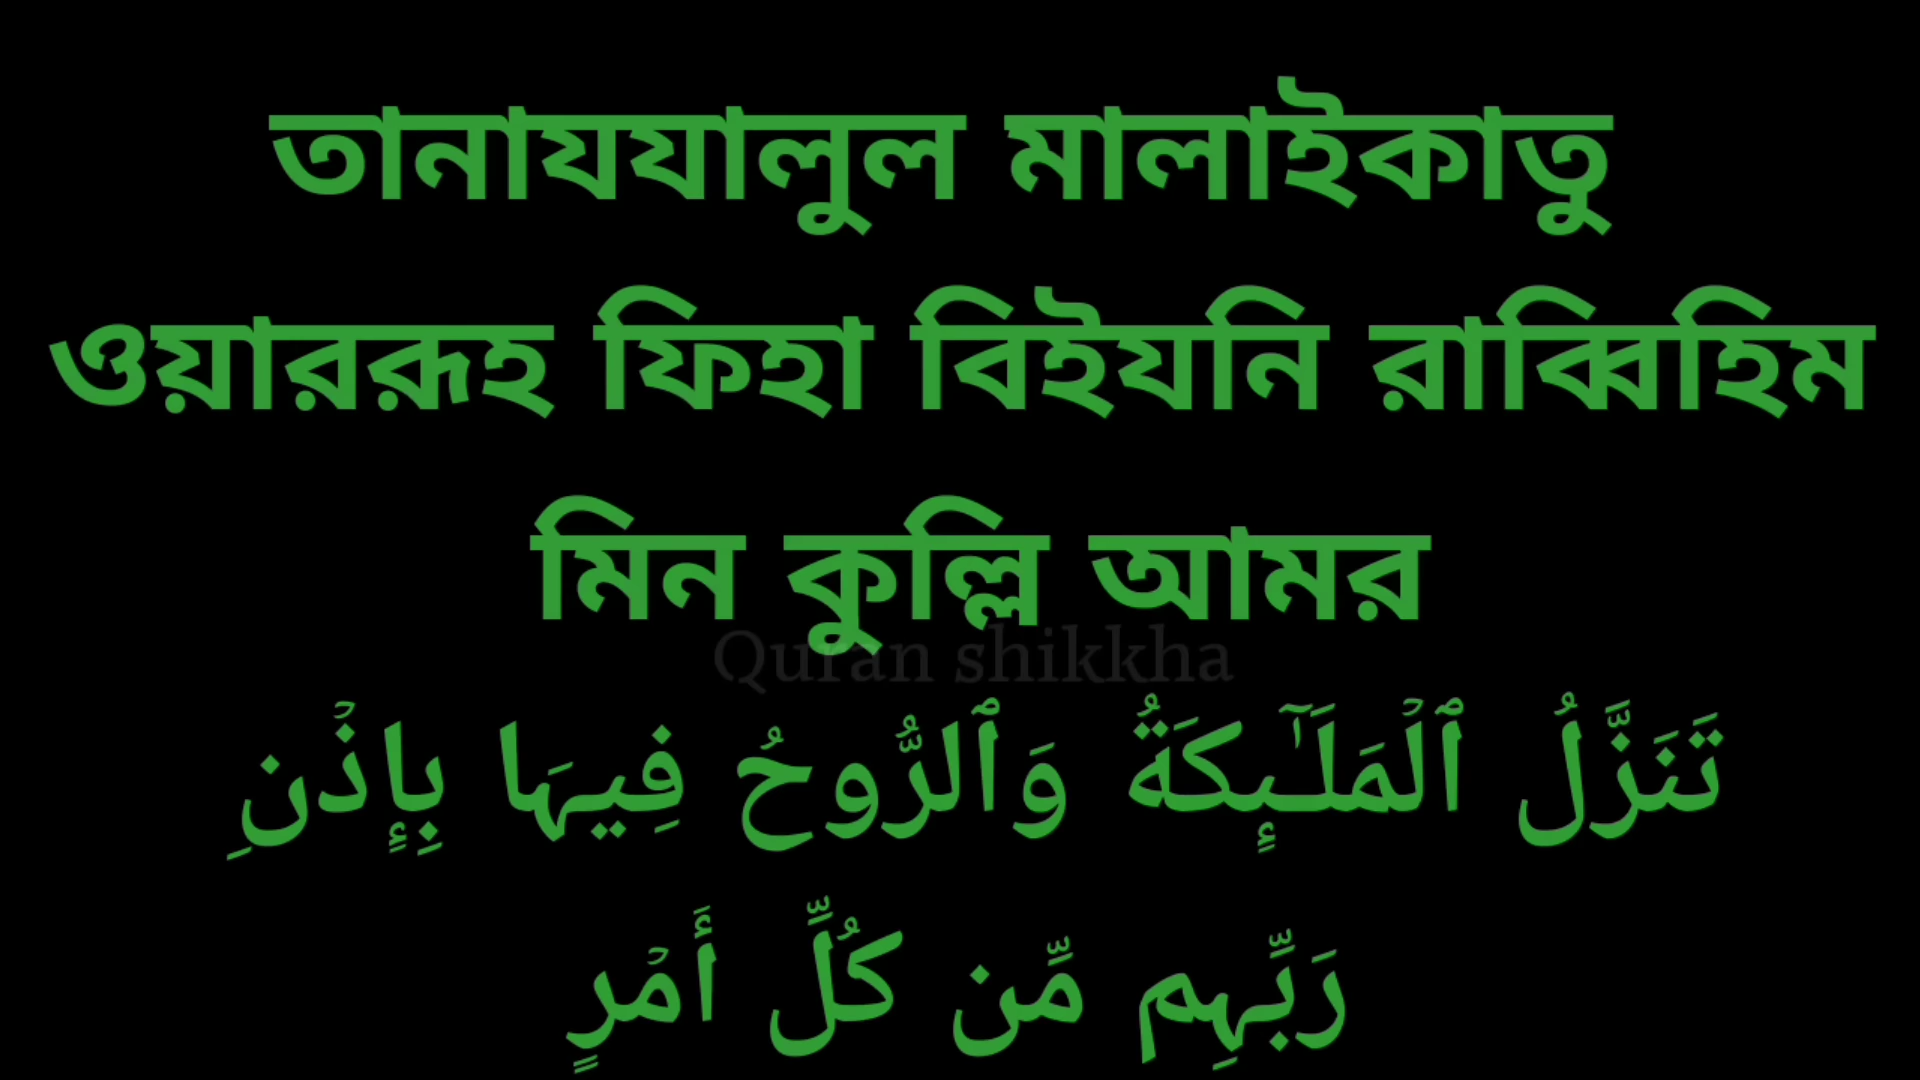 তানাযযালুল মালাইকাতু
ওয়াররূহ ফিহা বিইযনি রাব্বিহিম
মিন কুল্লি আমর
Quran shikkha
تَنَزَّلُ ٱلْمَلَـٰٓئِكَةُ وَٱلرُّوحُ فِيهَا بِإِذْنِ
رَبِّهِم مِّن كُلِّ أَمْرٍ